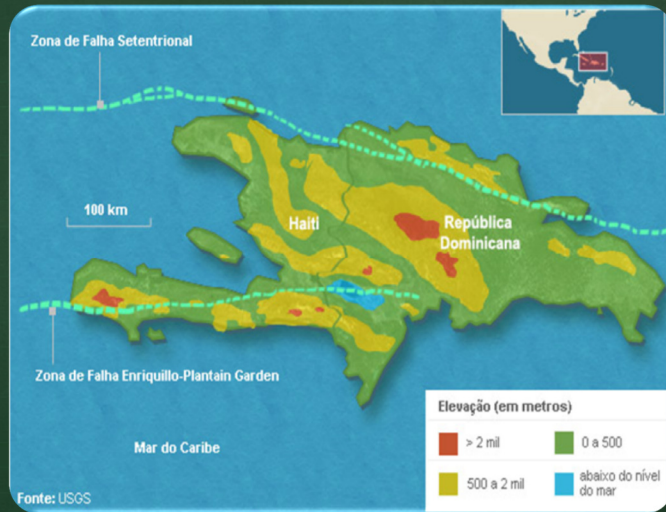 Zona de Falha Setentrional
100 km
Haiti
República
Dominicana
Zona de Falha Enriquillo-Plantain Garden
Mar do Caribe
Elevação (em metros)
> 2 mil
0 a 500
500 a 2 mil
abaixo do nível
do mar
Fonte: USGS